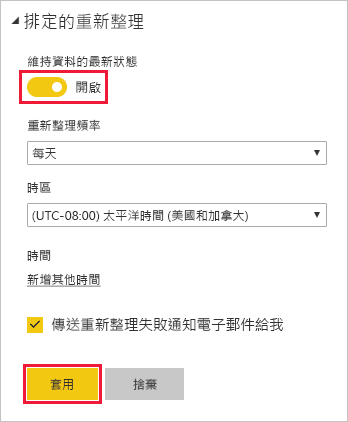 排定的重新整理
維持資料的最新狀態
開啟
重新整理頻率
每天
時區
(UTC-08:00) 太平洋時間 (美國和加拿大)
時間
新增其他時間
傳送重新整理失敗通知電子郵件給我
套用
捨棄